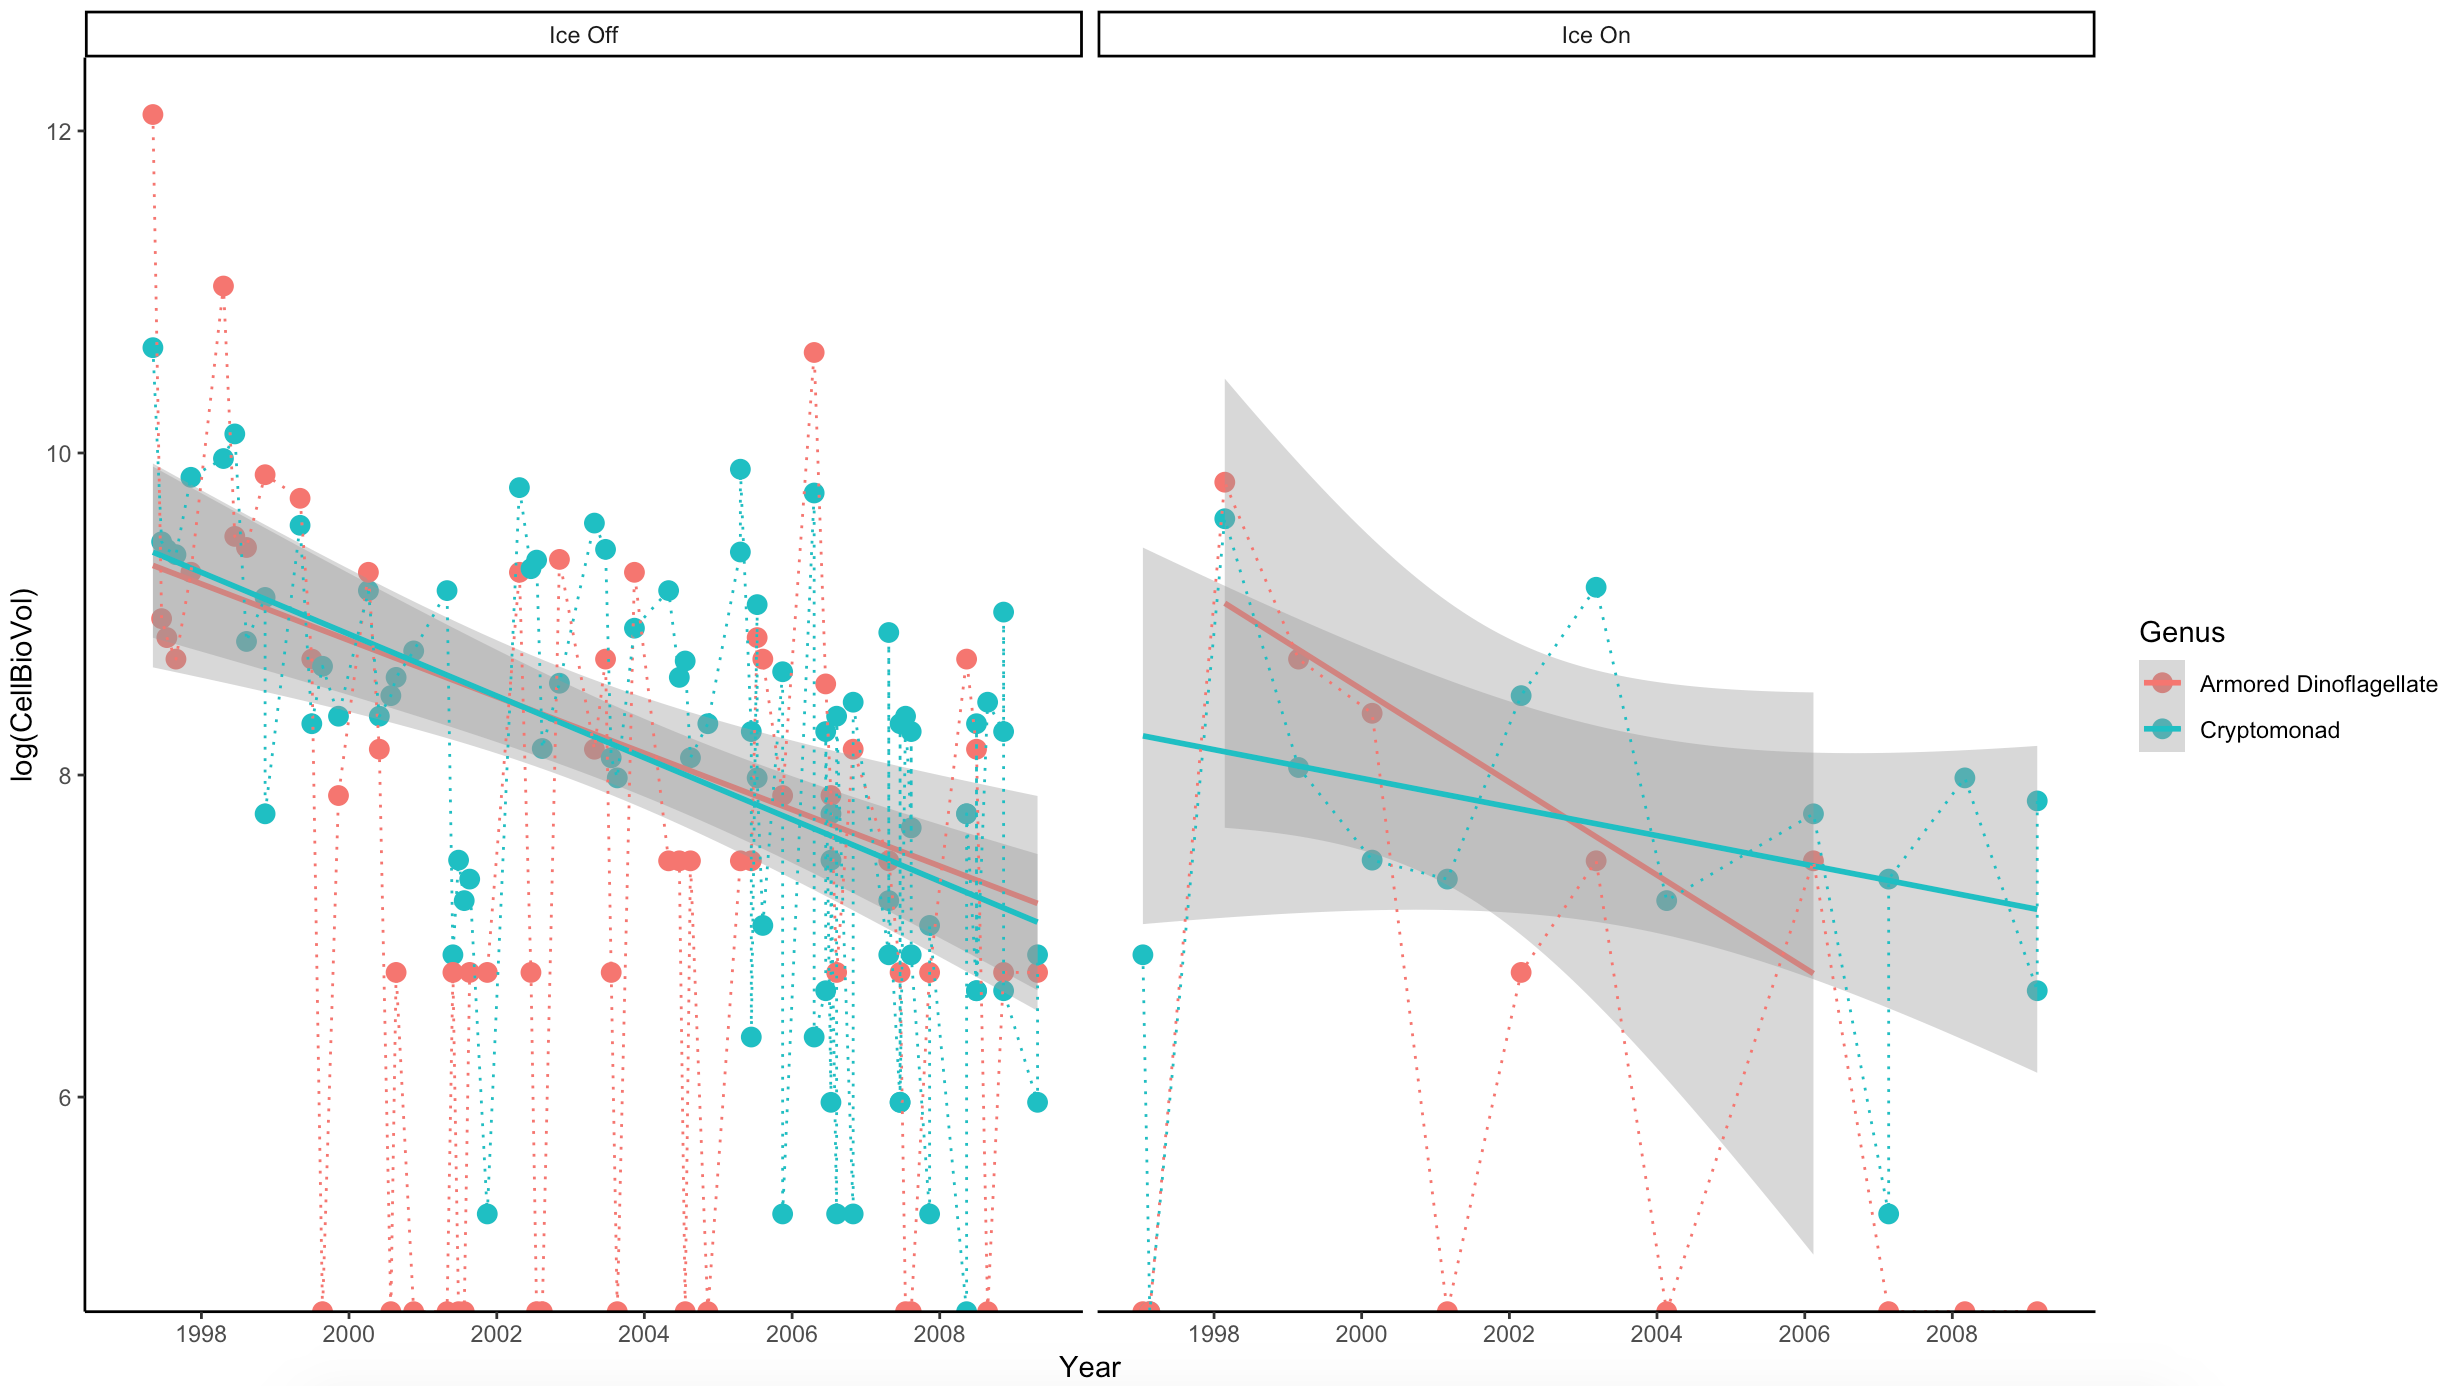 Ice Off
Ice On
12
10
8
6
log(CellBioVol)
1998 2000 2002 2004 2006 2008
1998 2000 2002 2004 2006 2008
Year
Genus
Armored Dinoflagellate
Cryptomonad